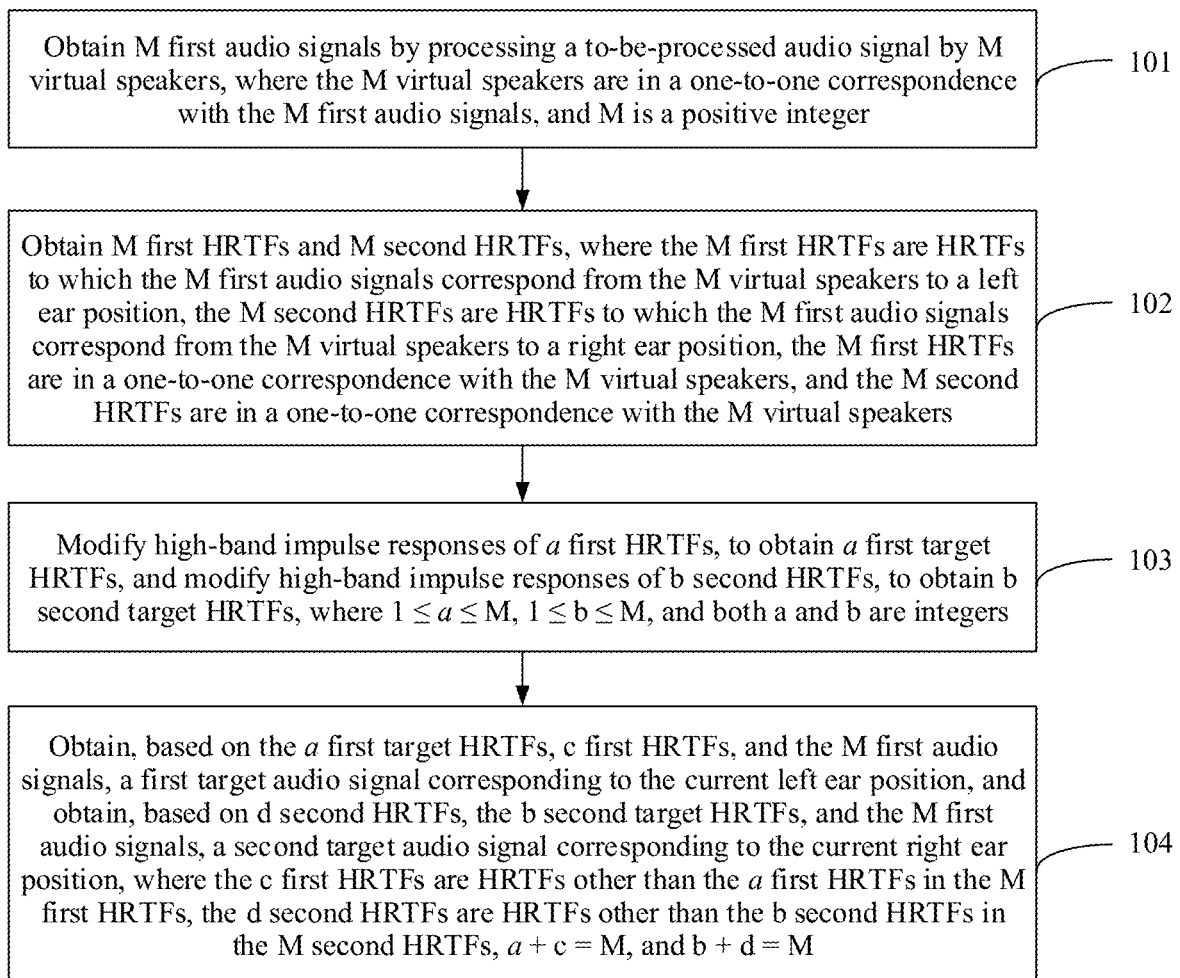 Obtain M first audio signals by processing a to-be-processed audio signal by M
virtual speakers, where the M virtual speakers are in a one-to-one correspondence
with the M first audio signals, and M is a positive integer
101
Obtain M first HRTFs and M second HRTFs, where the M first HRTFs are HRTFs
to which the M first audio signals correspond from the M virtual speakers to a left
ear position, the M second HRTFs are HRTFs to which the M first audio signals
correspond from the M virtual speakers to a right ear position, the M first HRTFs
are in a one-to-one correspondence with the M virtual speakers, and the M second
HRTFs are in a one-to-one correspondence with the M virtual speakers
102
Modify high-band impulse responses of a first HRTFs, to obtain a first target
HRTFs, and modify high-band impulse responses of b second HRTFs, to obtain b
second target HRTFs, where 1 ≤ a ≤ M, 1 ≤ b ≤ M, and both a and b are integers
103
Obtain, based on the a first target HRTFs, c first HRTFs, and the M first audio
signals, a first target audio signal corresponding to the current left ear position, and
obtain, based on d second HRTFs, the b second target HRTFs, and the M first
audio signals, a second target audio signal corresponding to the current right ear
position, where the c first HRTFs are HRTFs other than the a first HRTFs in the M
first HRTFs, the d second HRTFs are HRTFs other than the b second HRTFs in
the M second HRTFs, a + c = M, and b + d = M
104